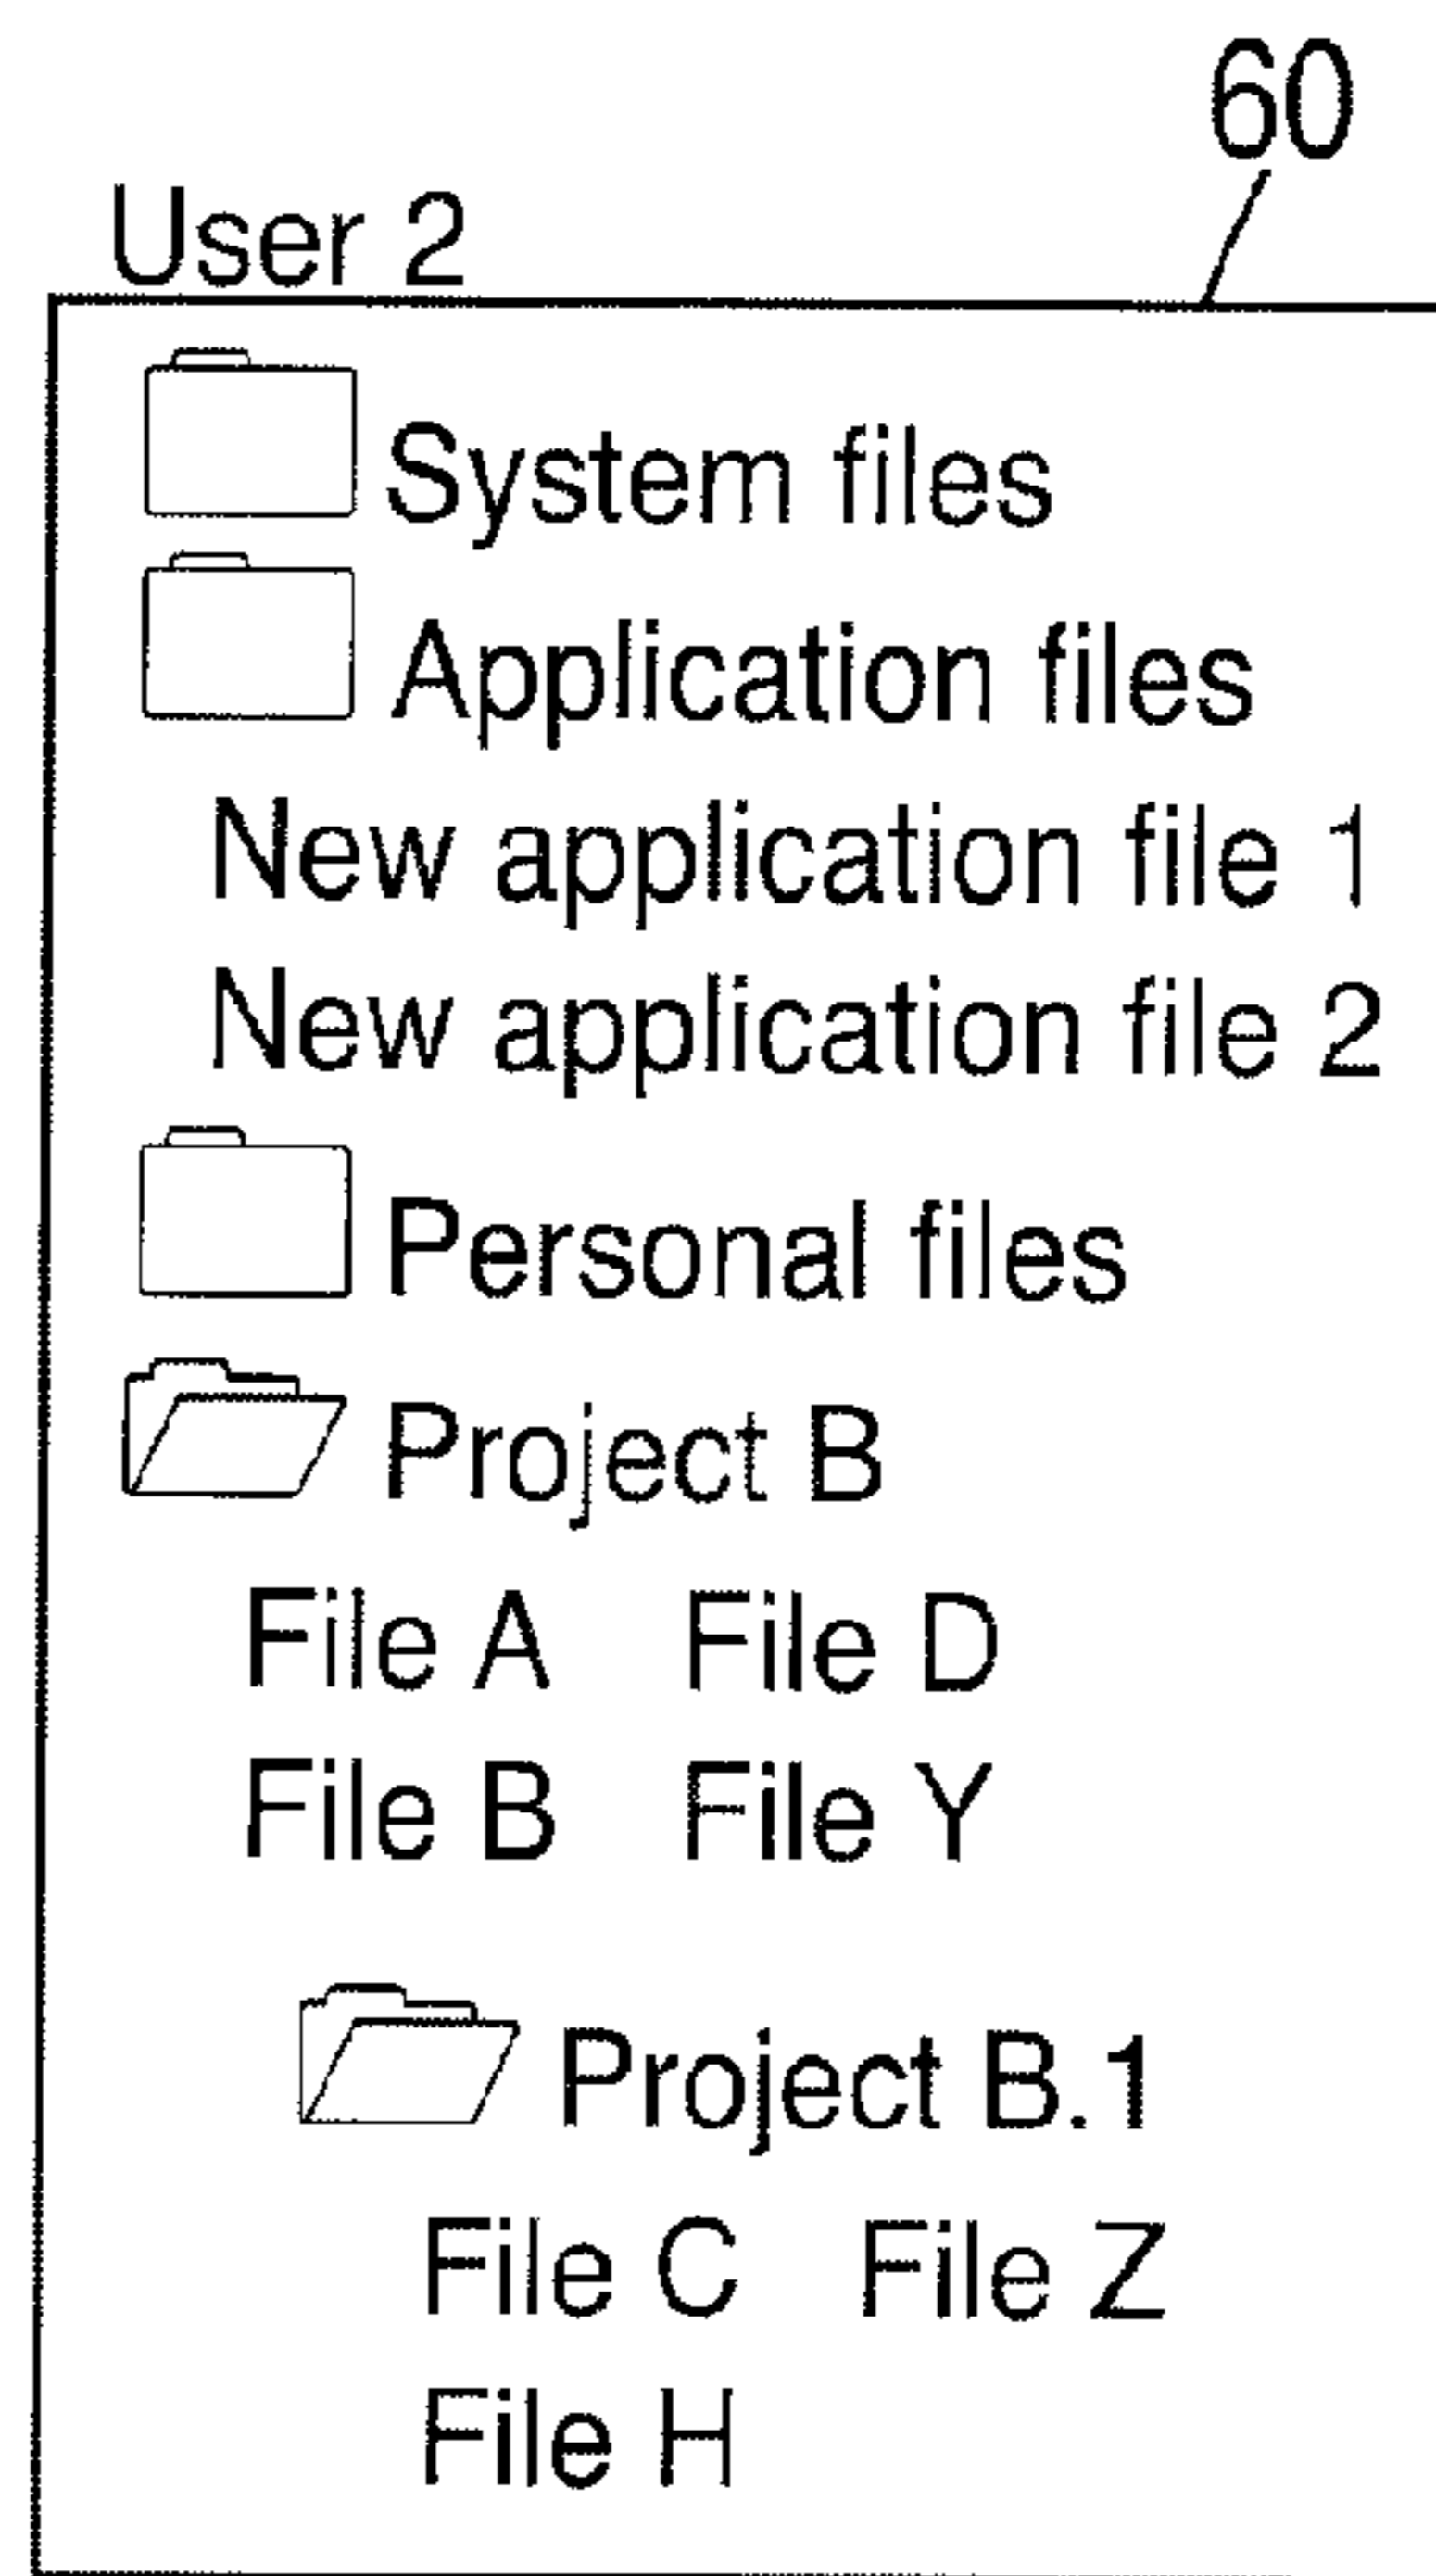 60
User 2
System files
Application files
New application file 1
New application file 2
Personal files
Project B
File A File D
File B File Y
Project B.1
File C File Z
File H